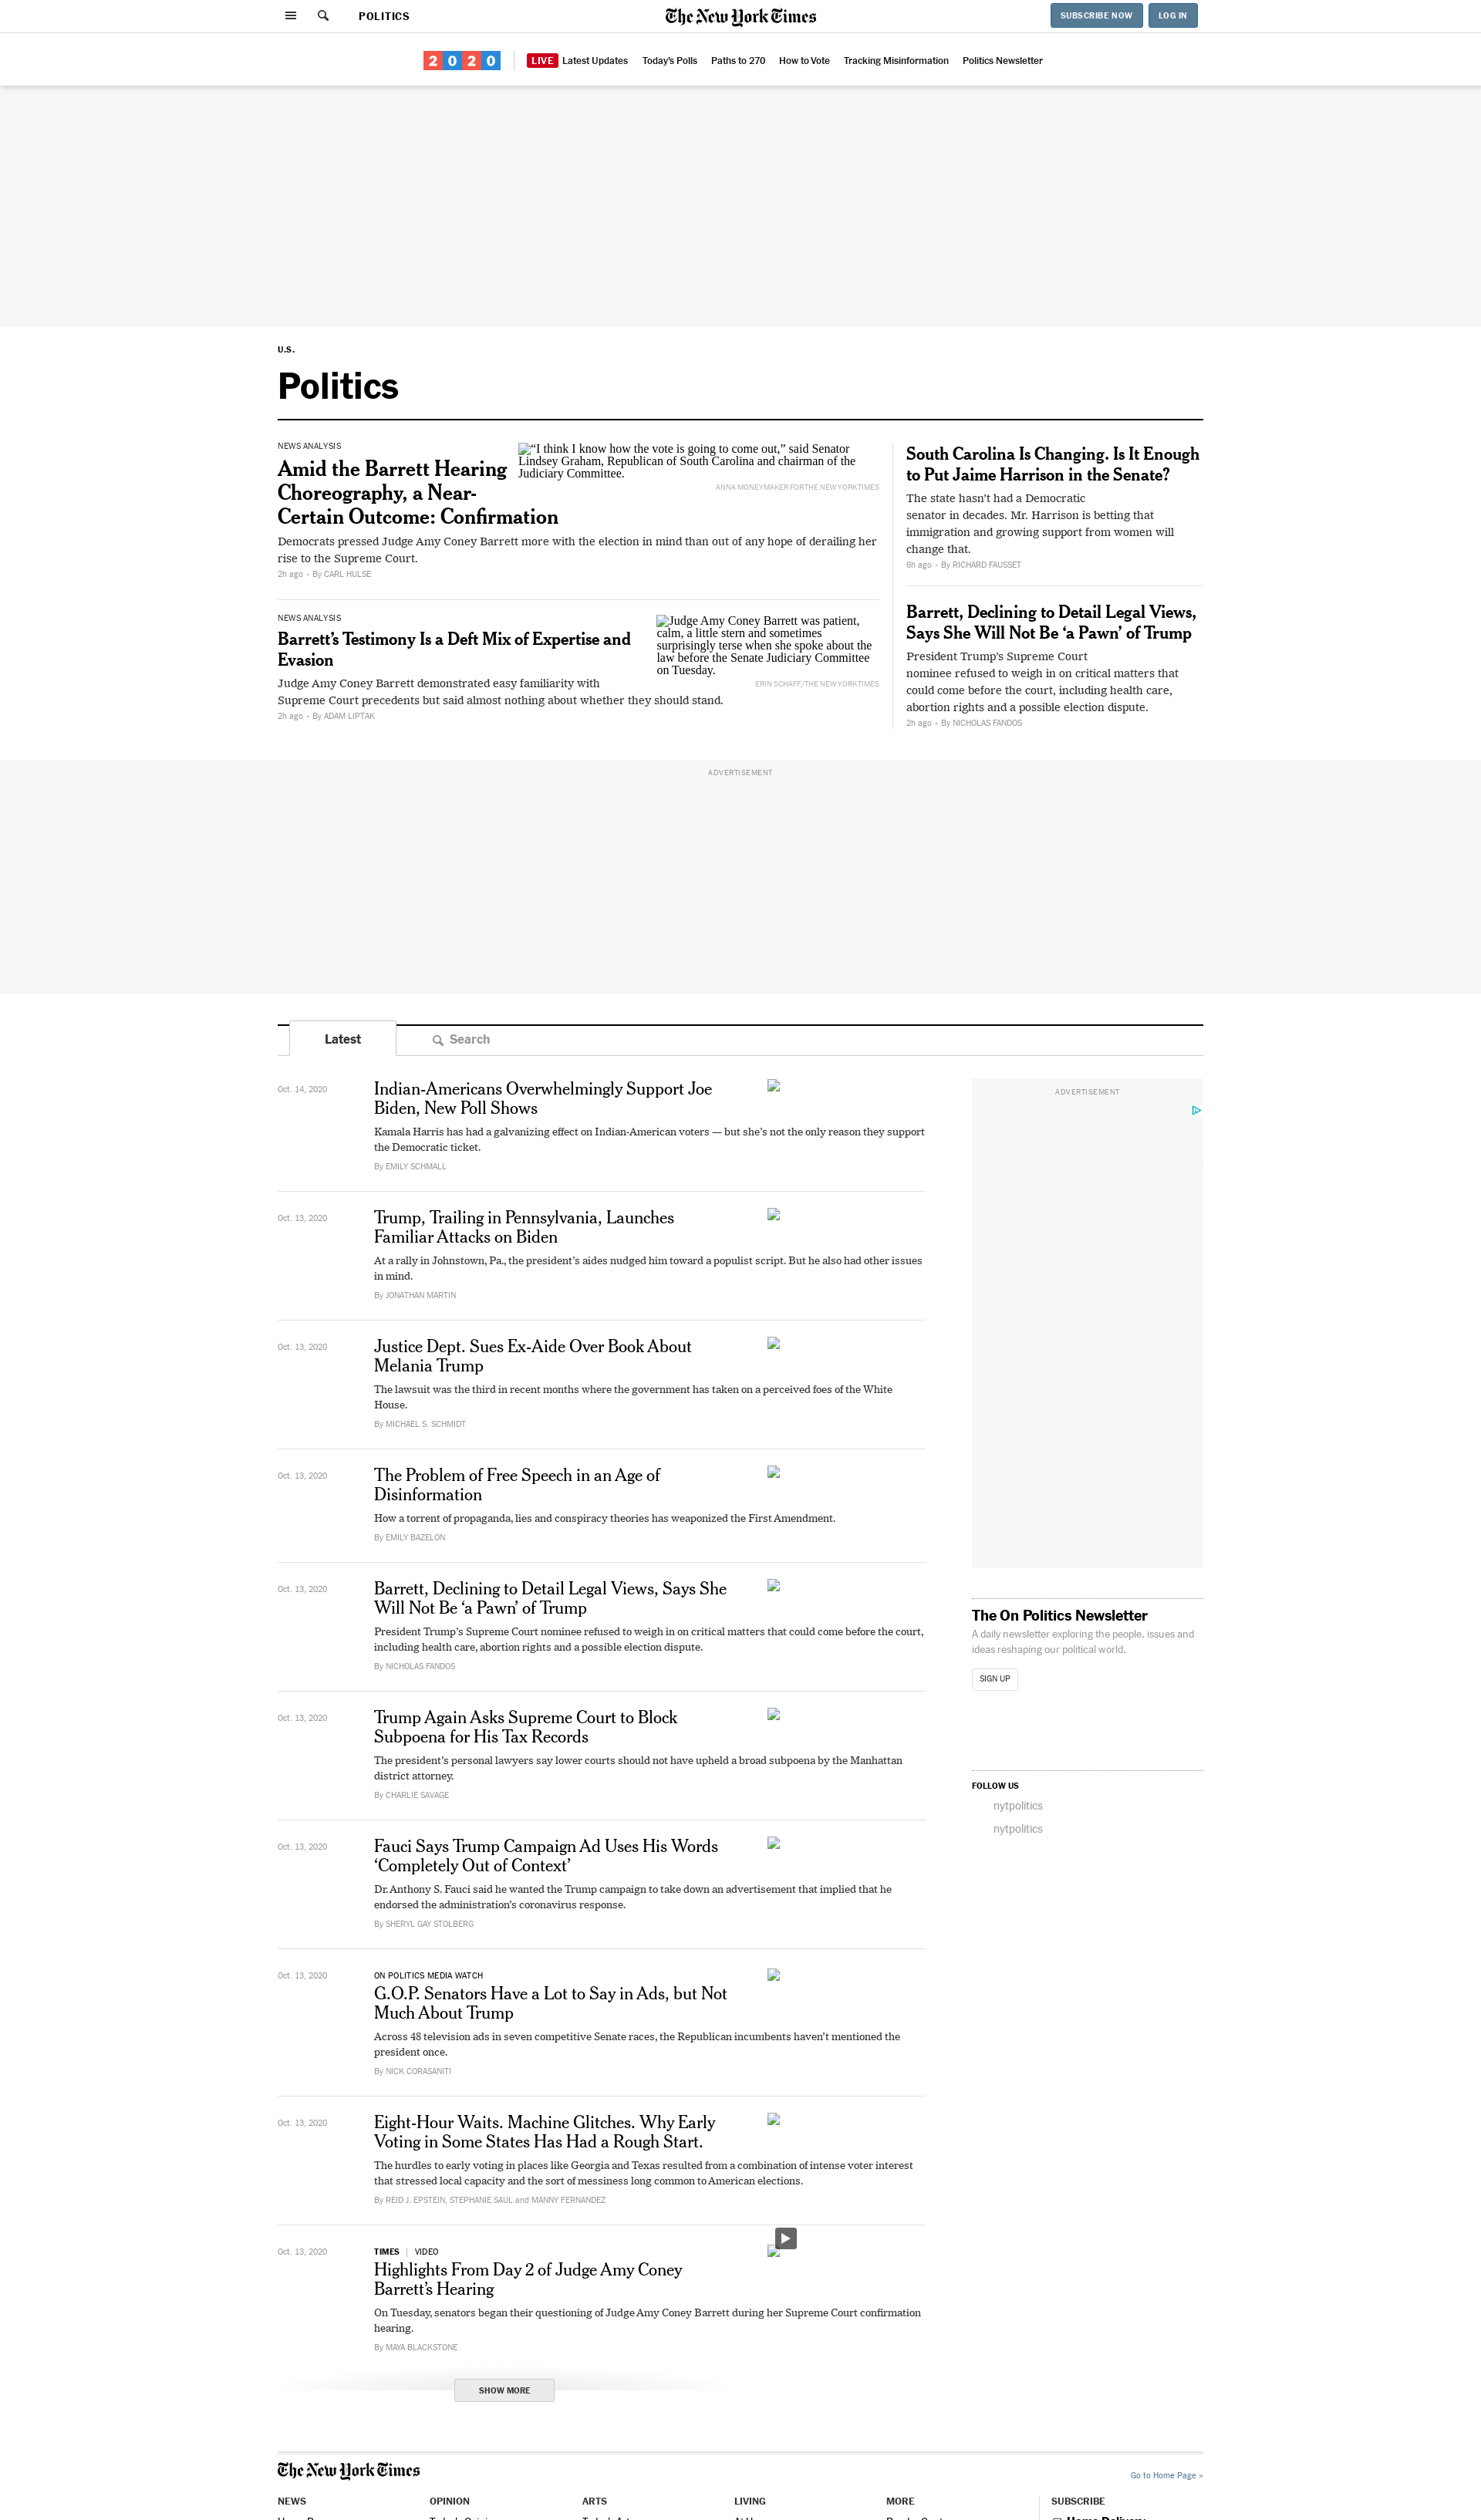 POLITICS
The New York Times
SUBSCRIBE NOW
LOG IN
2020
LIVE Latest Updates
Today's Polls
Paths to 270
How to Vote
Tracking Misinformation
Politics Newsletter
U.S.
Politics
NEWS ANALYSIS
Amid the Barrett Hearing
Choreography, a Near-
Certain Outcome: Confirmation
“I think I know how the vote is going to come out,” said Senator
Lindsey Graham, Republican of South Carolina and chairman of the
Judiciary Committee.
ANNA MONEYMAKER FOR THE NEW YORK TIMES
Democrats pressed Judge Amy Coney Barrett more with the election in mind than out of any hope of derailing her
rise to the Supreme Court.
2h ago • By CARL HULSE
NEWS ANALYSIS
Barrett’s Testimony Is a Deft Mix of Expertise and
Evasion
Judge Amy Coney Barrett was patient,
calm, a little stern and sometimes
surprisingly terse when she spoke about the
law before the Senate Judiciary Committee
on Tuesday.
ERIN SCHAFF/THE NEW YORK TIMES
Judge Amy Coney Barrett demonstrated easy familiarity with
Supreme Court precedents but said almost nothing about whether they should stand.
2h ago • By ADAM LIPTAK
South Carolina Is Changing. Is It Enough
to Put Jaime Harrison in the Senate?
The state hasn’t had a Democratic
senator in decades. Mr. Harrison is betting that
immigration and growing support from women will
change that.
6h ago • By RICHARD FAUSSET
Barrett, Declining to Detail Legal Views,
Says She Will Not Be ‘a Pawn’ of Trump
President Trump’s Supreme Court
nominee refused to weigh in on critical matters that
could come before the court, including health care,
abortion rights and a possible election dispute.
2h ago • By NICHOLAS FANDOS
ADVERTISEMENT
Latest
Search
Oct. 14, 2020
Indian-Americans Overwhelmingly Support Joe
Biden, New Poll Shows
Kamala Harris has had a galvanizing effect on Indian-American voters — but she’s not the only reason they support
the Democratic ticket.
By EMILY SCHMALL
Oct. 13, 2020
Trump, Trailing in Pennsylvania, Launches
Familiar Attacks on Biden
At a rally in Johnstown, Pa., the president’s aides nudged him toward a populist script. But he also had other issues
in mind.
By JONATHAN MARTIN
Oct. 13, 2020
Justice Dept. Sues Ex-Aide Over Book About
Melania Trump
The lawsuit was the third in recent months where the government has taken on a perceived foes of the White
House.
By MICHAEL S. SCHMIDT
Oct. 13, 2020
The Problem of Free Speech in an Age of
Disinformation
How a torrent of propaganda, lies and conspiracy theories has weaponized the First Amendment.
By EMILY BAZELON
Oct. 13, 2020
Barrett, Declining to Detail Legal Views, Says She
Will Not Be ‘a Pawn’ of Trump
President Trump’s Supreme Court nominee refused to weigh in on critical matters that could come before the court,
including health care, abortion rights and a possible election dispute.
By NICHOLAS FANDOS
Oct. 13, 2020
Trump Again Asks Supreme Court to Block
Subpoena for His Tax Records
The president’s personal lawyers say lower courts should not have upheld a broad subpoena by the Manhattan
district attorney.
By CHARLIE SAVAGE
Oct. 13, 2020
Fauci Says Trump Campaign Ad Uses His Words
‘Completely Out of Context’
Dr. Anthony S. Fauci said he wanted the Trump campaign to take down an advertisement that implied that he
endorsed the administration’s coronavirus response.
By SHERYL GAY STOLBERG
Oct. 13, 2020
ON POLITICS MEDIA WATCH
G.O.P. Senators Have a Lot to Say in Ads, but Not
Much About Trump
Across 48 television ads in seven competitive Senate races, the Republican incumbents haven’t mentioned the
president once.
By NICK CORASANITI
Oct. 13, 2020
Eight-Hour Waits. Machine Glitches. Why Early
Voting in Some States Has Had a Rough Start.
The hurdles to early voting in places like Georgia and Texas resulted from a combination of intense voter interest
that stressed local capacity and the sort of messiness long common to American elections.
By REID J. EPSTEIN, STEPHANIE SAUL and MANNY FERNANDEZ
Oct. 13, 2020
TIMES | VIDEO
Highlights From Day 2 of Judge Amy Coney
Barrett’s Hearing
On Tuesday, senators began their questioning of Judge Amy Coney Barrett during her Supreme Court confirmation
hearing.
By MAYA BLACKSTONE
SHOW MORE
ADVERTISEMENT
The On Politics Newsletter
A daily newsletter exploring the people, issues and
ideas reshaping our political world.
SIGN UP
FOLLOW US
nytpolitics
nytpolitics
The New York Times
Go to Home Page »
NEWS
OPINION
ARTS
LIVING
MORE
SUBSCRIBE